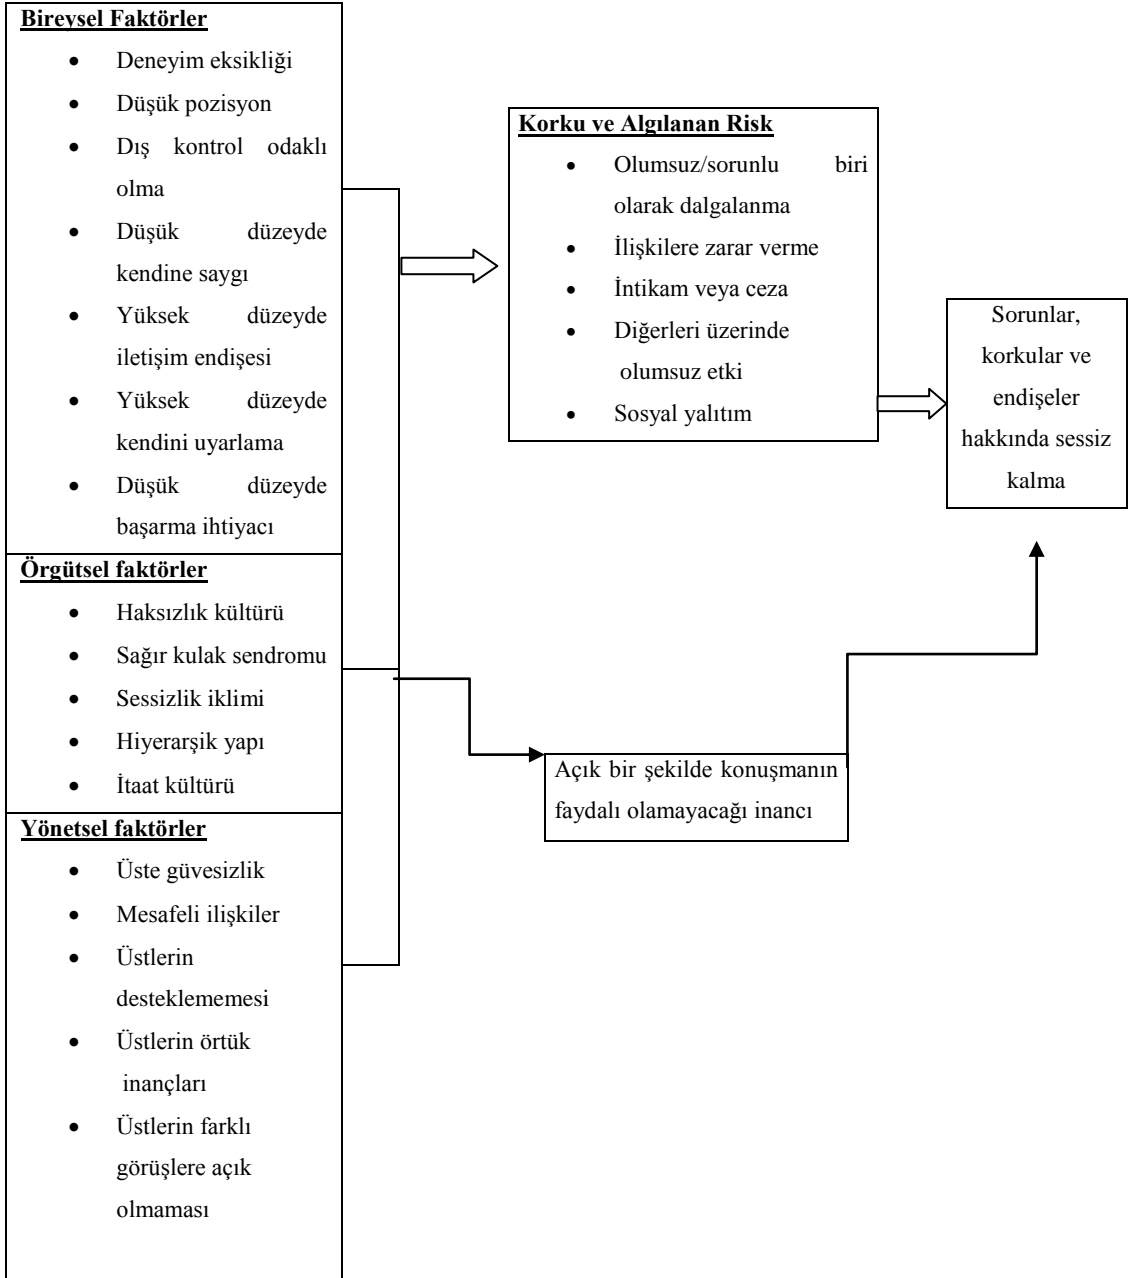 Bireysel Faktörler
• Deneyim eksikliği
• Düşük pozisyon
• Dış kontrol odaklı
olma
• Düşük düzeyde
kendine saygı
• Yüksek düzeyde
iletişim endişesi
• Yüksek düzeyde
kendini uyarlama
• Düşük düzeyde
başarma ihtiyacı
Örgütsel faktörler
• Haksızlık kültürü
• Sağır kulak sendromu
• Sessizlik iklimi
• Hiyerarşik yapı
• İtaat kültürü
Yönetsel faktörler
• Üste güvesizlik
• Mesafeli ilişkiler
• Üstlerin
desteklememesi
• Üstlerin örtük
inançları
• Üstlerin farklı
görüşlere açık
olmaması
Korku ve Algılanan Risk
• Olumsuz/sorunlu biri
olarak dalgalanma
• İlişkilere zarar verme
• İntikam veya ceza
• Diğerleri üzerinde
olumsuz etki
• Sosyal yalıtım
Açık bir şekilde konuşmanın
faydalı olamayacağı inancı
Sorunlar,
korkular ve
endişeler
hakkında sessiz
kalma